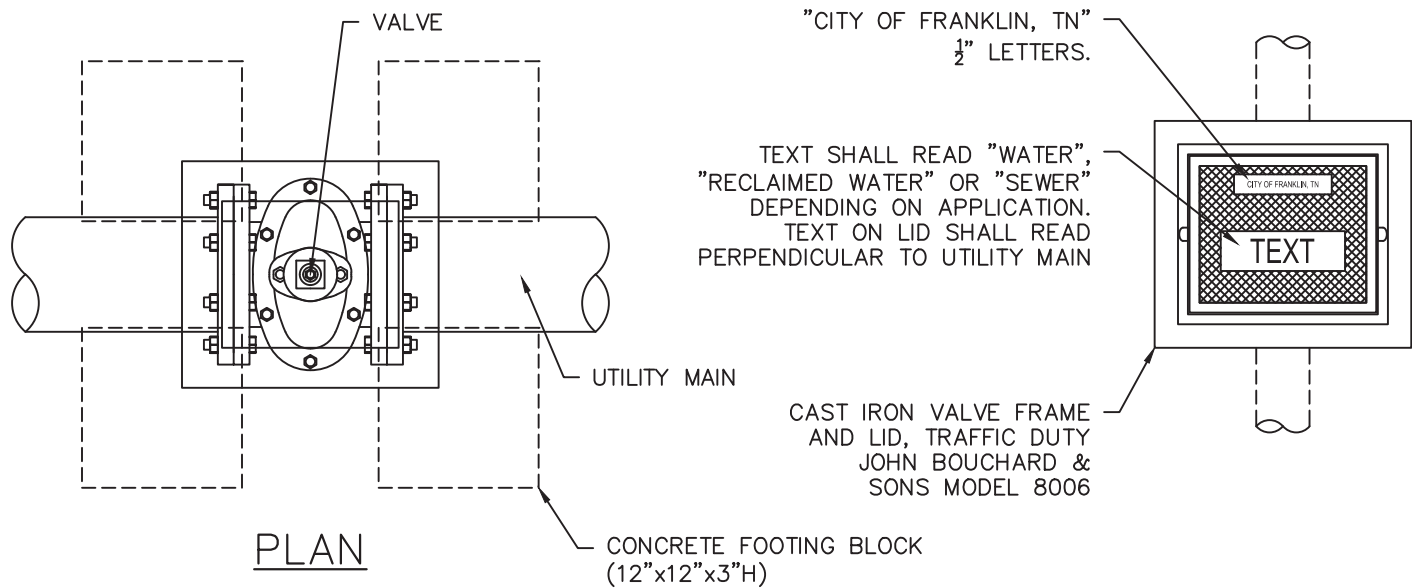 VALVE
UTILITY MAIN
CONCRETE FOOTING BLOCK
(12"x12"x3"H)
PLAN
"CITY OF FRANKLIN, TN"
½" LETTERS.
TEXT SHALL READ "WATER",
"RECLAIMED WATER" OR "SEWER"
DEPENDING ON APPLICATION.
TEXT ON LID SHALL READ
PERPENDICULAR TO UTILITY MAIN
CAST IRON VALVE FRAME
AND LID, TRAFFIC DUTY
JOHN BOUCHARD &
SONS MODEL 8006
CITY OF FRANKLIN, TN
TEXT